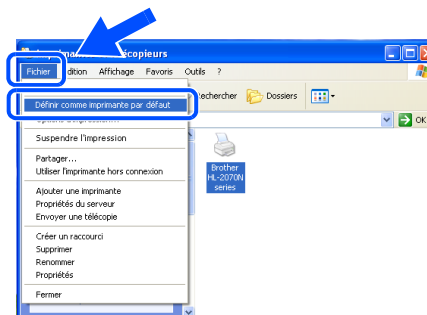 écopieurs
Fichier dition Affichage Favoris Outils ?
Rechercher Dossiers
Définir comme imprimante par défaut
OK
Suspendre l'impression
Partager...
Utiliser l'imprimante hors connexion
Ajouter une imprimante
Propriétés du serveur
Envoyer une télécopie
Créer un raccourci
Supprimer
Renommer
Propriétés
Fermer
Brother
HL-2070N
series